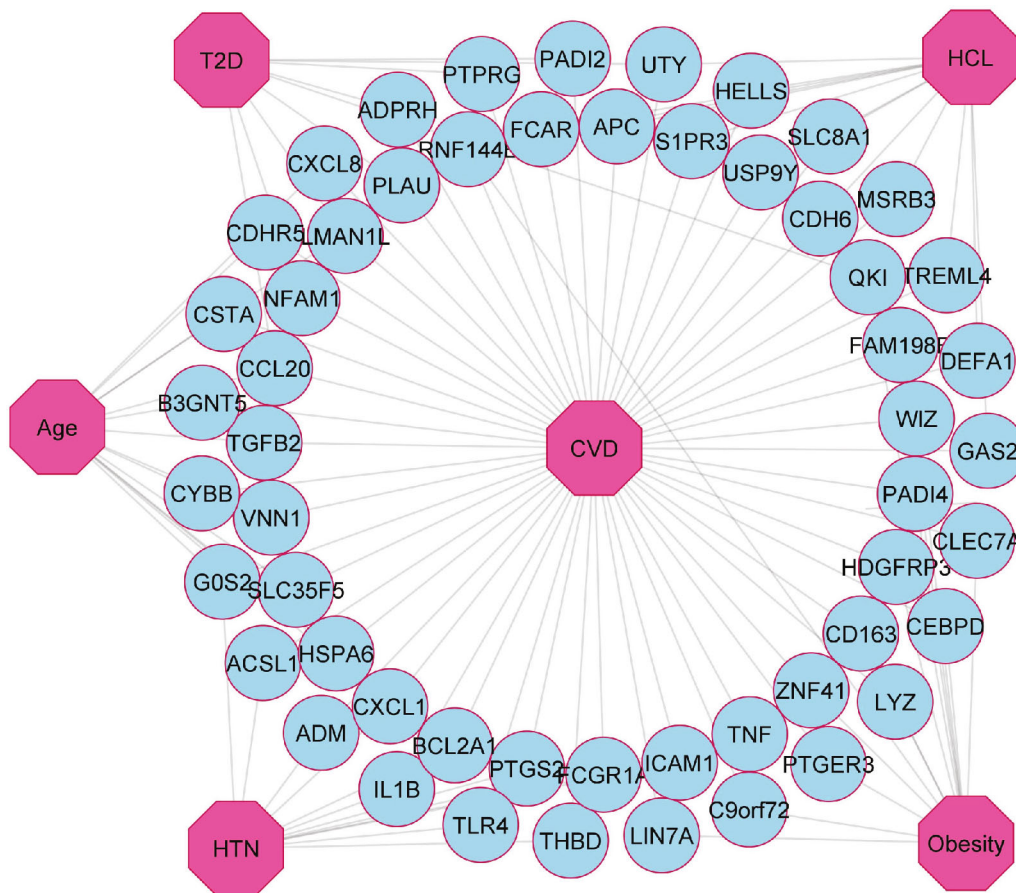 T2D
PTPRG
PADI2
UTY
HCL
HELLS
ADPRH
FCAR
APC
S1PR3
SLC8A1
CXCL8
PLAU
USP9Y
MSRB3
CDHR5
LMAN1L
CDH6
QKI
TREML4
CSTA
NFAM1
FAM198
DEFA1
CCL20
B3GNT5
Age
TGFB2
CVD
WIZ
GAS2
CYBB
VNN1
PADI4
CLEC7A
G0S2
SLC35F5
HDGFRP3
ACSL1
HSPA6
CD163
CEBPD
ADM
CXCL1
ZNF41
LYZ
BCL2A1
PTGS2
FCGR1A
ICAM1
TNF
PTGER3
IL1B
TLR4
THBD
LIN7A
C9orf72
HTN
Obesity